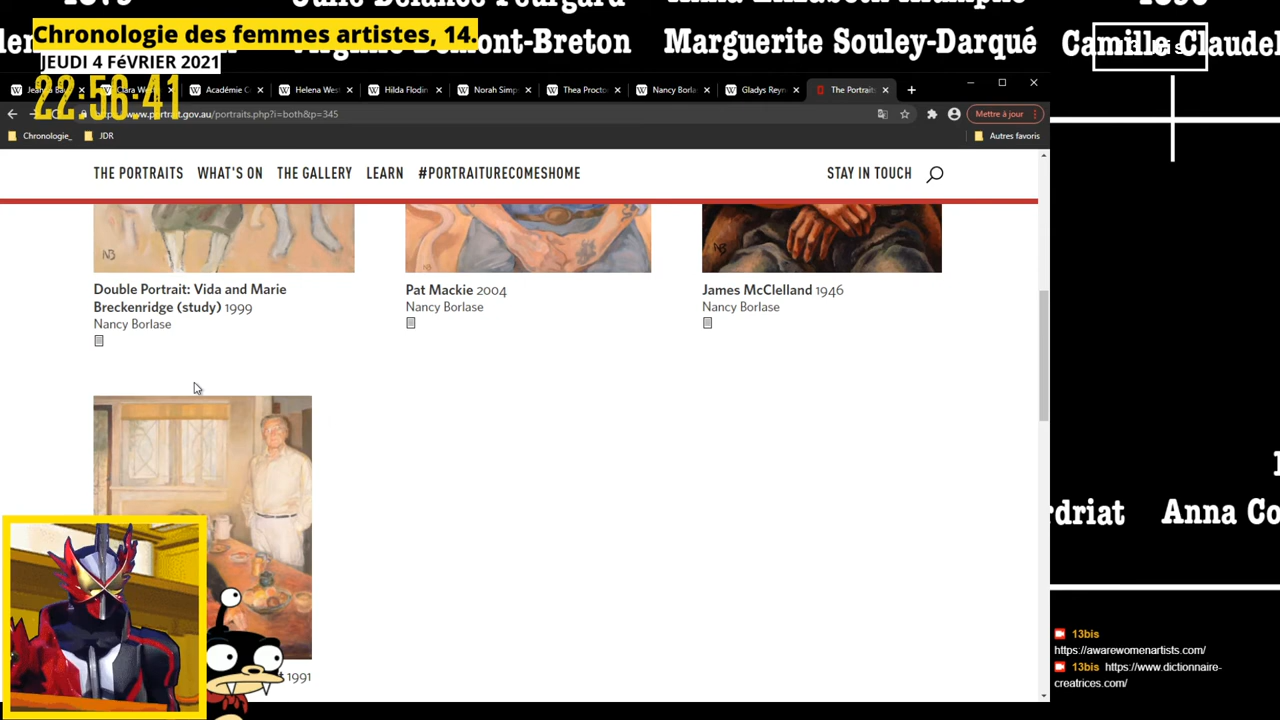 Chronologie des femmes artistes, 14.
JEUDI 4 FéVRIER 2021
22:56:41
Marguerite Souley-Darqué
Camille Claudel
Académie C
Helena Wes
Hilda Flodin
Norah Simp
Thea Procto
Nancy Borla
Gladys Reyn
The Portrait
.portrait.gov.au/portraits.php?i=both&p=345
Mettre à jour
Chronologie_
JDR
Autres favoris
THE PORTRAITS
WHAT'S ON
THE GALLERY
LEARN
#PORTRAITURECOMESHOME
STAY IN TOUCH
NB
Double Portrait: Vida and Marie
Breckenridge (study) 1999
Nancy Borlase
Pat Mackie 2004
Nancy Borlase
James McClelland 1946
Nancy Borlase
1991
rdriat
Anna Co
13bis
https://awarewomenartists.com/
13bis https://www.dictionnaire-
creatrices.com/